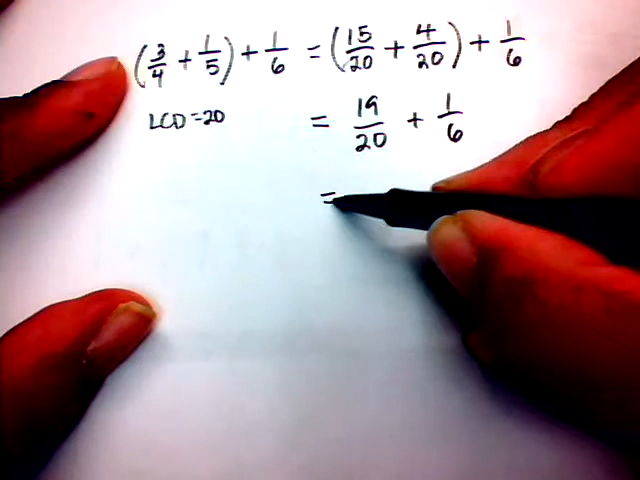 (3/4 + 1/5) + 1/6 = (15/20 + 4/20) + 1/6
LCD = 20 = 19/20 + 1/6
=